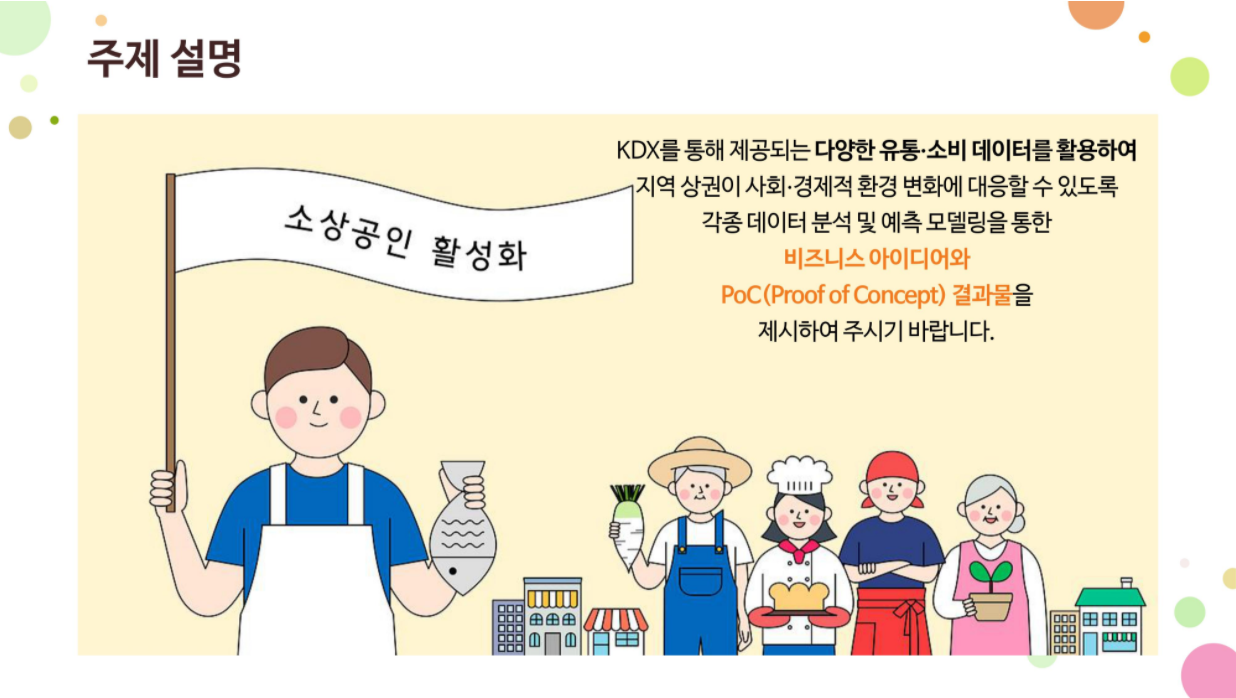 주제 설명
KDX를 통해 제공되는 다양한 유통·소비 데이터를 활용하여
지역 상권이 사회·경제적 환경 변화에 대응할 수 있도록
각종 데이터 분석 및 예측 모델링을 통한
비즈니스 아이디어와
PoC(Proof of Concept) 결과물을
제시하여 주시기 바랍니다.
소상공인 활성화